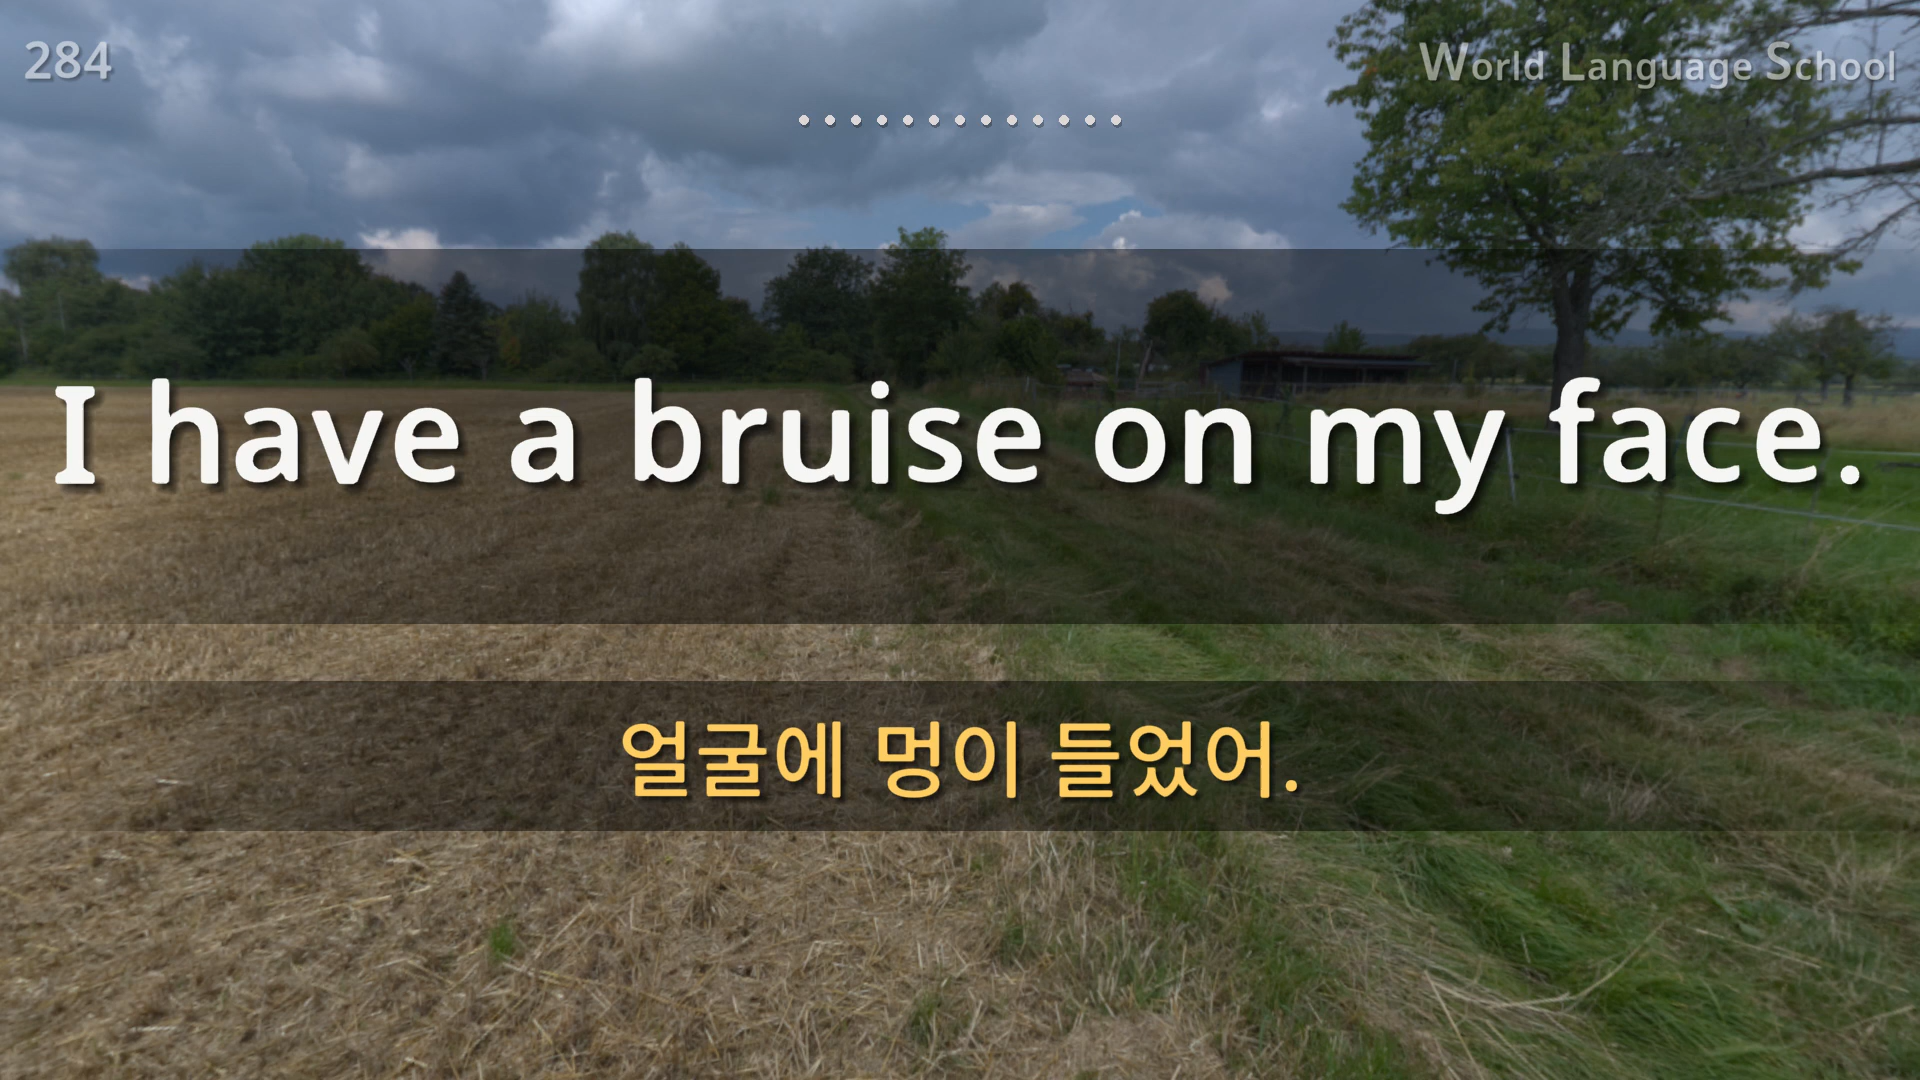 284
World Language School
I have a bruise on my face.
얼굴에 멍이 들었어.